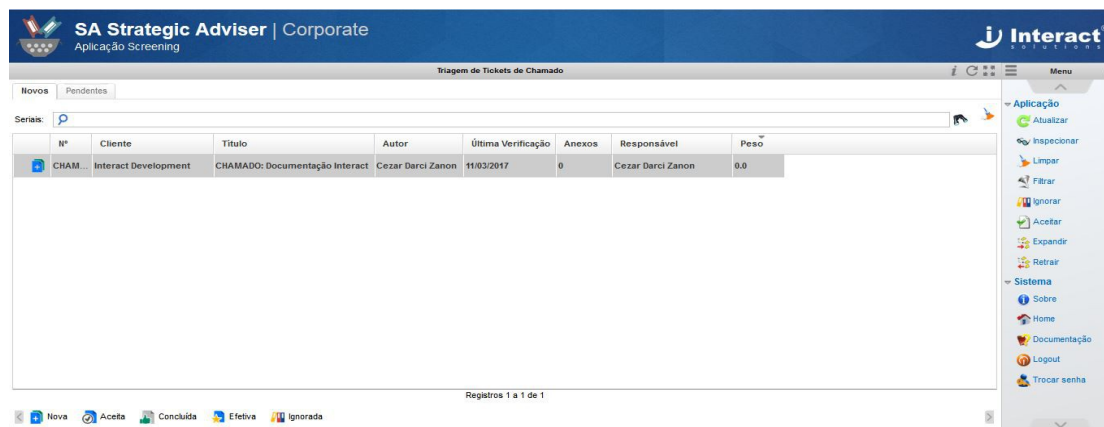 SA Strategic Adviser | Corporate
Aplicação Screening
Interact
solutions
Triagem de Tickets de Chamado
Menu
Novos Pendentes
Seriais:
Nº Cliente Título Autor Última Verificação Anexos Responsável Peso
CHAM... Interact Development CHAMADO: Documentação Interact Cezar Darci Zanon 11/03/2017 0 Cezar Darci Zanon 0.0
Aplicação
Atualizar
Inspecionar
Limpar
Filtrar
Ignorar
Aceitar
Expandir
Retrair
Sistema
Sobre
Home
Documentação
Logout
Trocar senha
Registros 1 a 1 de 1
Nova Aceita Concluída Efetiva Ignorada